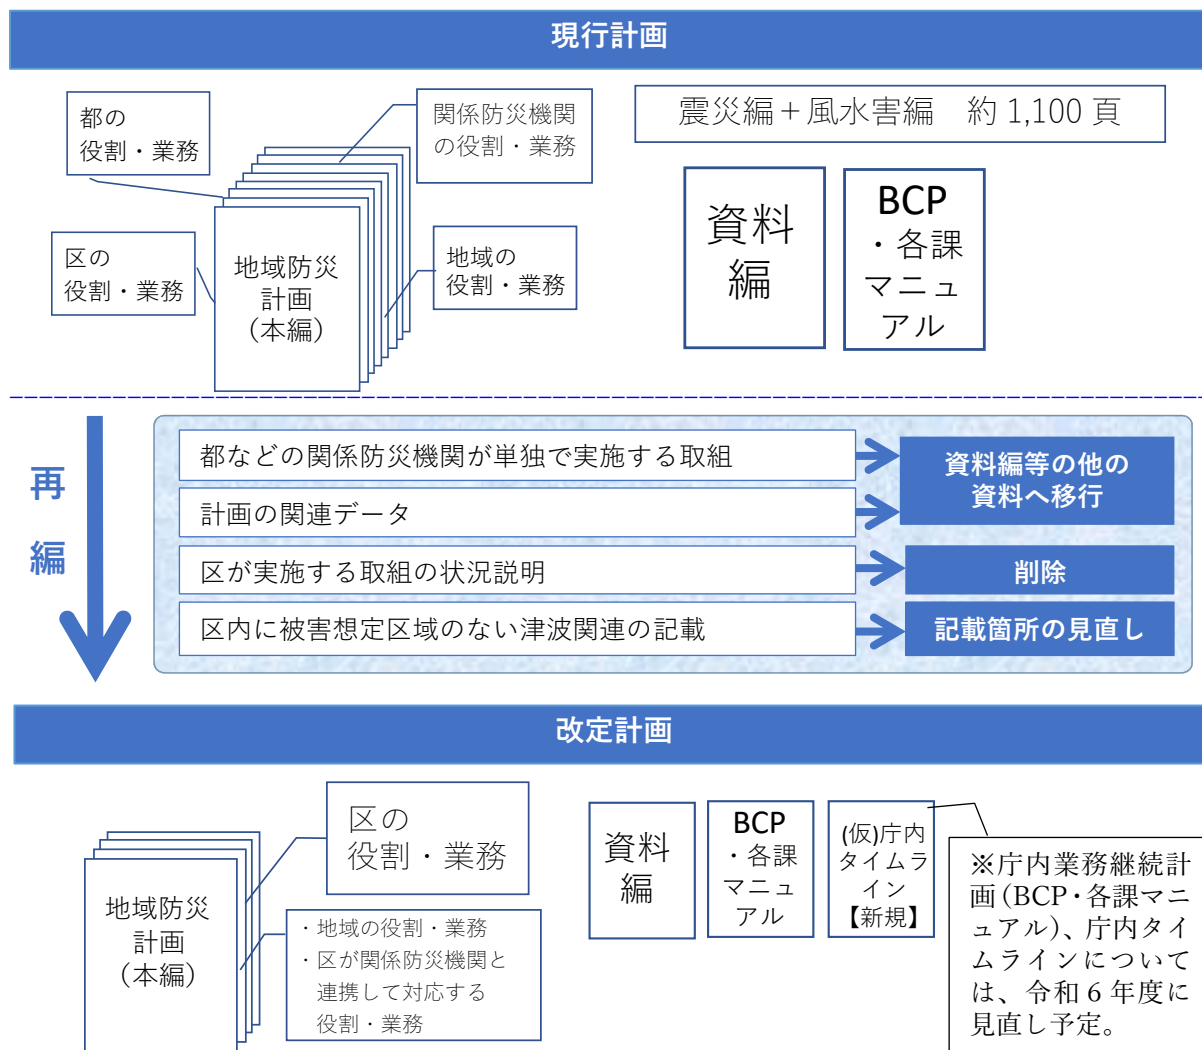 現行計画
都の
役割・業務
関係防災機関
の役割・業務
震災編＋風水害編　約 1,100 頁
区の
役割・業務
地域防災
計画
（本編）
地域の
役割・業務
資料
編
BCP
・各課
マニュ
アル
再
編
都などの関係防災機関が単独で実施する取組
計画の関連データ
資料編等の他の
資料へ移行
区が実施する取組の状況説明
削除
区内に被害想定区域のない津波関連の記載
記載箇所の見直し
改定計画
地域防災
計画
（本編）
区の
役割・業務
・地域の役割・業務
・区が関係防災機関と
連携して対応する
役割・業務
資料
編
BCP
・各課
マニュ
アル
(仮)庁内
タイムラ
イン
【新規】
※庁内業務継続計
画(BCP・各課マニ
ュアル)、庁内タイ
ムラインについて
は、令和 6 年度に
見直し予定。